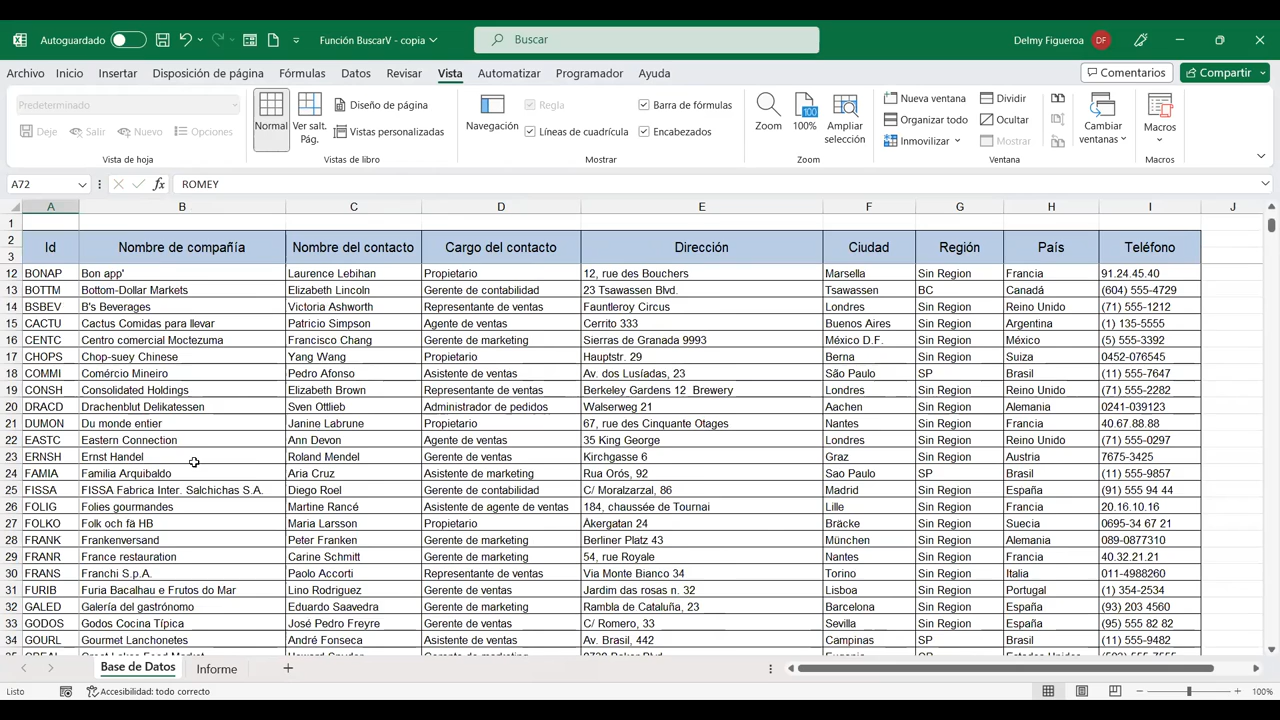 Autoguardado Función BuscarV - copia Buscar Delmy Figueroa DF
Archivo Inicio Insertar Disposición de página Fórmulas Datos Revisar Vista Automatizar Programador Ayuda Comentarios Compartir
Predeterminado
Deje Salir Nuevo Opciones
Vista de hoja
Normal
Ver salt. Pág.
Diseño de página
Vistas personalizadas
Vistas de libro
Navegación
Regla
Barra de fórmulas
Líneas de cuadrícula
Encabezados
Mostrar
Zoom
100%
Ampliar selección
Zoom
Nueva ventana
Organizar todo
Inmovilizar
Dividir
Ocultar
Mostrar
Cambiar ventanas
Ventana
Macros
Macros
A72 fx ROMEY
A B C D E F G H I J
1
2 3 Id Nombre de compañía Nombre del contacto Cargo del contacto Dirección Ciudad Región País Teléfono
12 BONAP Bon app' Laurence Lebihan Propietario 12, rue des Bouchers Marsella Sin Region Francia 91.24.45.40
13 BOTTM Bottom-Dollar Markets Elizabeth Lincoln Gerente de contabilidad 23 Tsawassen Blvd. Tsawassen BC Canadá (604) 555-4729
14 BSBEV B's Beverages Victoria Ashworth Representante de ventas Fauntleroy Circus Londres Sin Region Reino Unido (71) 555-1212
15 CACTU Cactus Comidas para llevar Patricio Simpson Agente de ventas Cerrito 333 Buenos Aires Sin Region Argentina (1) 135-5555
16 CENTC Centro comercial Moctezuma Francisco Chang Gerente de marketing Sierras de Granada 9993 México D.F. Sin Region México (5) 555-3392
17 CHOPS Chop-suey Chinese Yang Wang Propietario Hauptstr. 29 Berna Sin Region Suiza 0452-076545
18 COMMI Comércio Mineiro Pedro Afonso Asistente de ventas Av. dos Lusíadas, 23 São Paulo SP Brasil (11) 555-7647
19 CONSH Consolidated Holdings Elizabeth Brown Representante de ventas Berkeley Gardens 12 Brewery Londres Sin Region Reino Unido (71) 555-2282
20 DRACD Drachenblut Delikatessen Sven Ottlieb Administrador de pedidos Walserweg 21 Aachen Sin Region Alemania 0241-039123
21 DUMON Du monde entier Janine Labrune Propietario 67, rue des Cinquante Otages Nantes Sin Region Francia 40.67.88.88
22 EASTC Eastern Connection Ann Devon Agente de ventas 35 King George Londres Sin Region Reino Unido (71) 555-0297
23 ERNSH Ernst Handel Roland Mendel Gerente de ventas Kirchgasse 6 Graz Sin Region Austria 7675-3425
24 FAMIA Familia Arquibaldo Aria Cruz Asistente de marketing Rua Orós, 92 Sao Paulo SP Brasil (11) 555-9857
25 FISSA FISSA Fabrica Inter. Salchichas S.A. Diego Roel Gerente de contabilidad C/ Moralzarzal, 86 Madrid Sin Region España (91) 555 94 44
26 FOLIG Folies gourmandes Martine Rancé Asistente de agente de ventas 184, chaussée de Tournai Lille Sin Region Francia 20.16.10.16
27 FOLKO Folk och fä HB Maria Larsson Propietario Åkergatan 24 Bräcke Sin Region Suecia 0695-34 67 21
28 FRANK Frankenversand Peter Franken Gerente de marketing Berliner Platz 43 München Sin Region Alemania 089-0877310
29 FRANR France restauration Carine Schmitt Gerente de marketing 54, rue Royale Nantes Sin Region Francia 40.32.21.21
30 FRANS Franchi S.p.A. Paolo Accorti Representante de ventas Via Monte Bianco 34 Torino Sin Region Italia 011-4988260
31 FURIB Furia Bacalhau e Frutos do Mar Lino Rodriguez Gerente de ventas Jardim das rosas n. 32 Lisboa Sin Region Portugal (1) 354-2534
32 GALED Galería del gastrónomo Eduardo Saavedra Gerente de marketing Rambla de Cataluña, 23 Barcelona Sin Region España (93) 203 4560
33 GODOS Godos Cocina Típica José Pedro Freyre Gerente de ventas C/ Romero, 33 Sevilla Sin Region España (95) 555 82 82
34 GOURL Gourmet Lanchonetes André Fonseca Asistente de ventas Av. Brasil, 442 Campinas SP Brasil (11) 555-9482
Base de Datos Informe
Listo Accesibilidad: todo correcto 100%